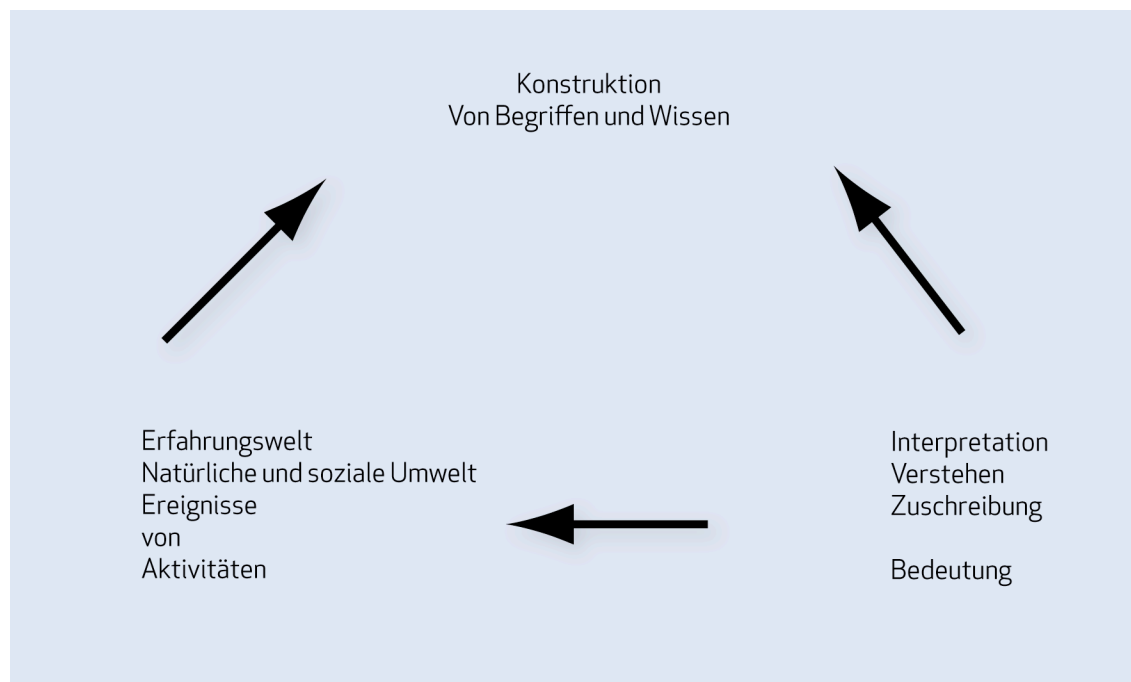 Konstruktion
Von Begriffen und Wissen
Erfahrungswelt
Natürliche und soziale Umwelt
Ereignisse
von
Aktivitäten
Interpretation
Verstehen
Zuschreibung
Bedeutung